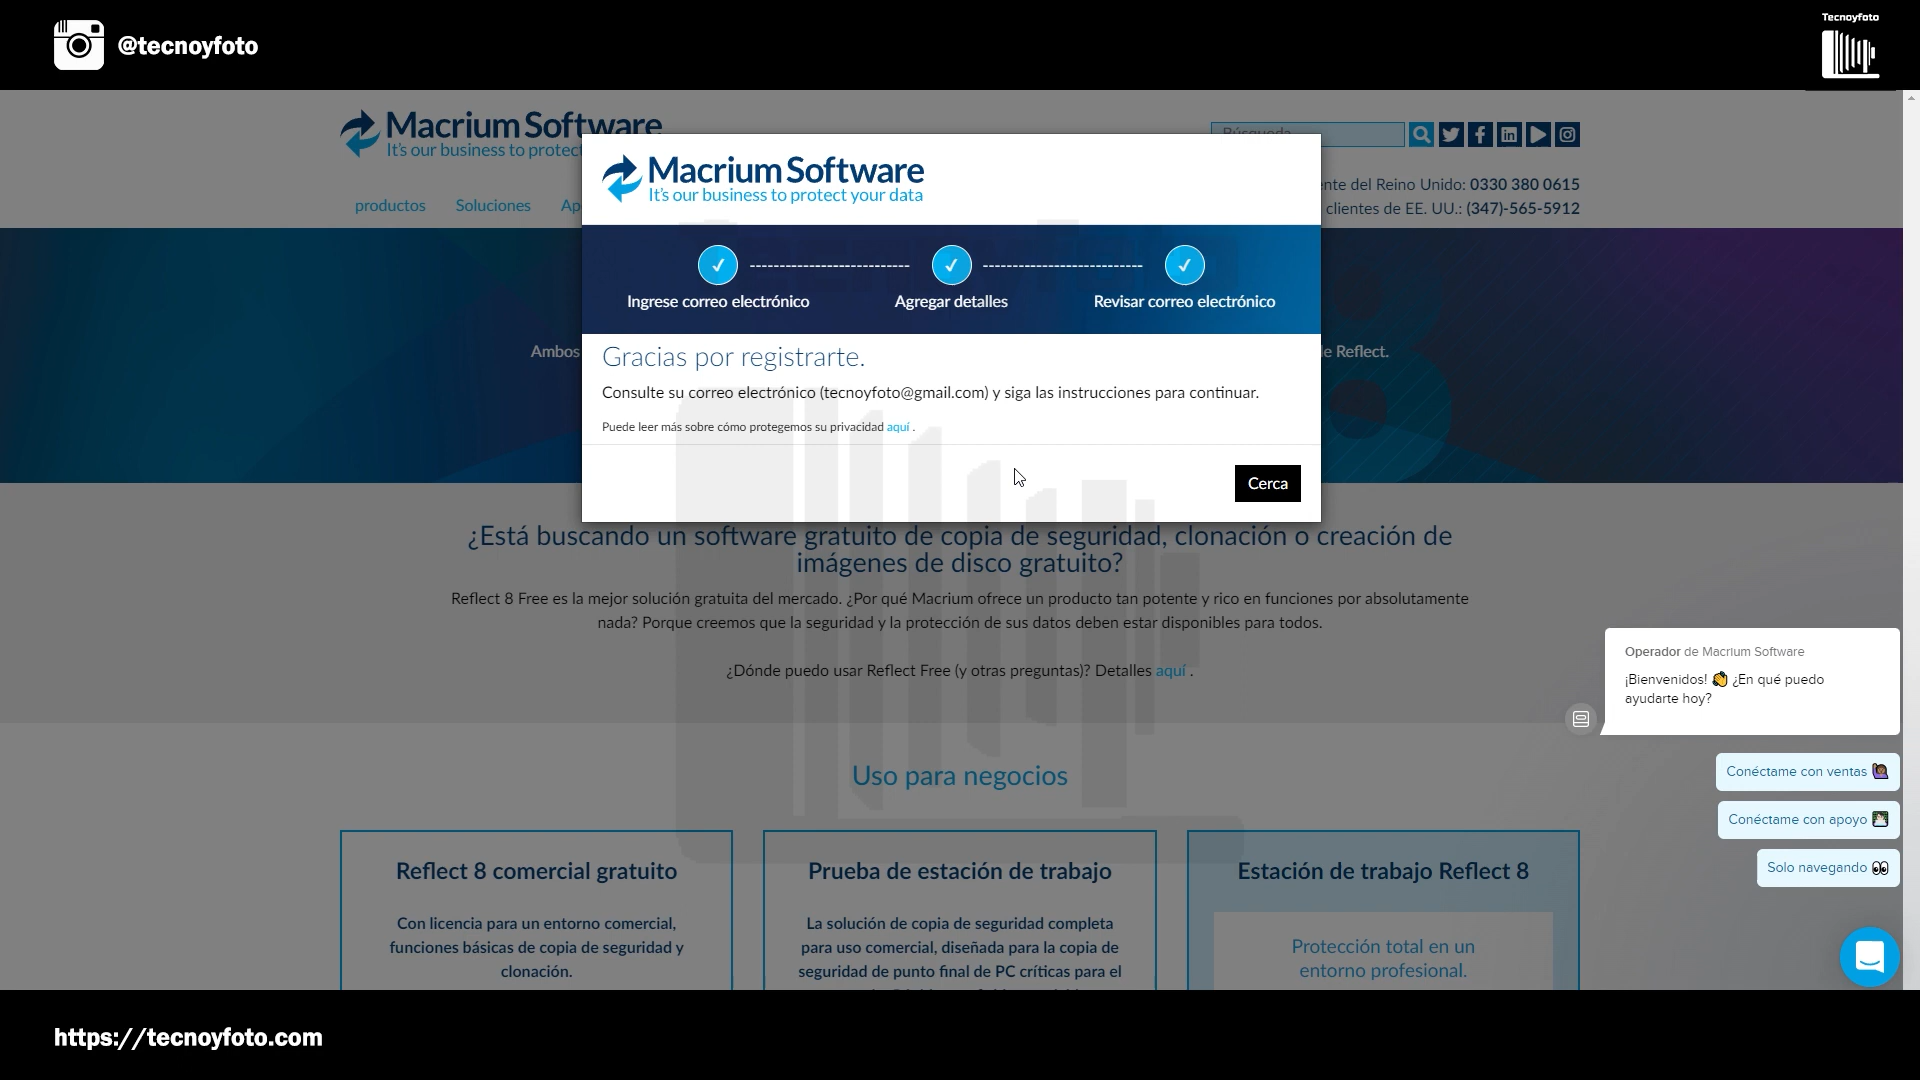 @tecnoyfoto
Tecnoyfoto
Macrium Software
It's our business to protec
Búsqueda
ente del Reino Unido: 0330 380 0615
clientes de EE. UU.: (347)-565-5912
productos
Soluciones
Ap
Macrium Software
It's our business to protect your data
Ingrese correo electrónico
Agregar detalles
Revisar correo electrónico
Ambos
de Reflect.
Gracias por registrarte.
Consulte su correo electrónico (tecnoyfoto@gmail.com) y siga las instrucciones para continuar.
Puede leer más sobre cómo protegemos su privacidad aquí .
Cerca
¿Está buscando un software gratuito de copia de seguridad, clonación o creación de
imágenes de disco gratuito?
Reflect 8 Free es la mejor solución gratuita del mercado. ¿Por qué Macrium ofrece un producto tan potente y rico en funciones por absolutamente
nada? Porque creemos que la seguridad y la protección de sus datos deben estar disponibles para todos.
¿Dónde puedo usar Reflect Free (y otras preguntas)? Detalles aquí .
Operador de Macrium Software
¡Bienvenidos! 👋 ¿En qué puedo
ayudarte hoy?
Conéctame con ventas
Conéctame con apoyo
Solo navegando 👀
Uso para negocios
Reflect 8 comercial gratuito
Con licencia para un entorno comercial,
funciones básicas de copia de seguridad y
clonación.
Prueba de estación de trabajo
La solución de copia de seguridad completa
para uso comercial, diseñada para la copia de
seguridad de punto final de PC críticas para el
Estación de trabajo Reflect 8
Protección total en un
entorno profesional.
https://tecnoyfoto.com